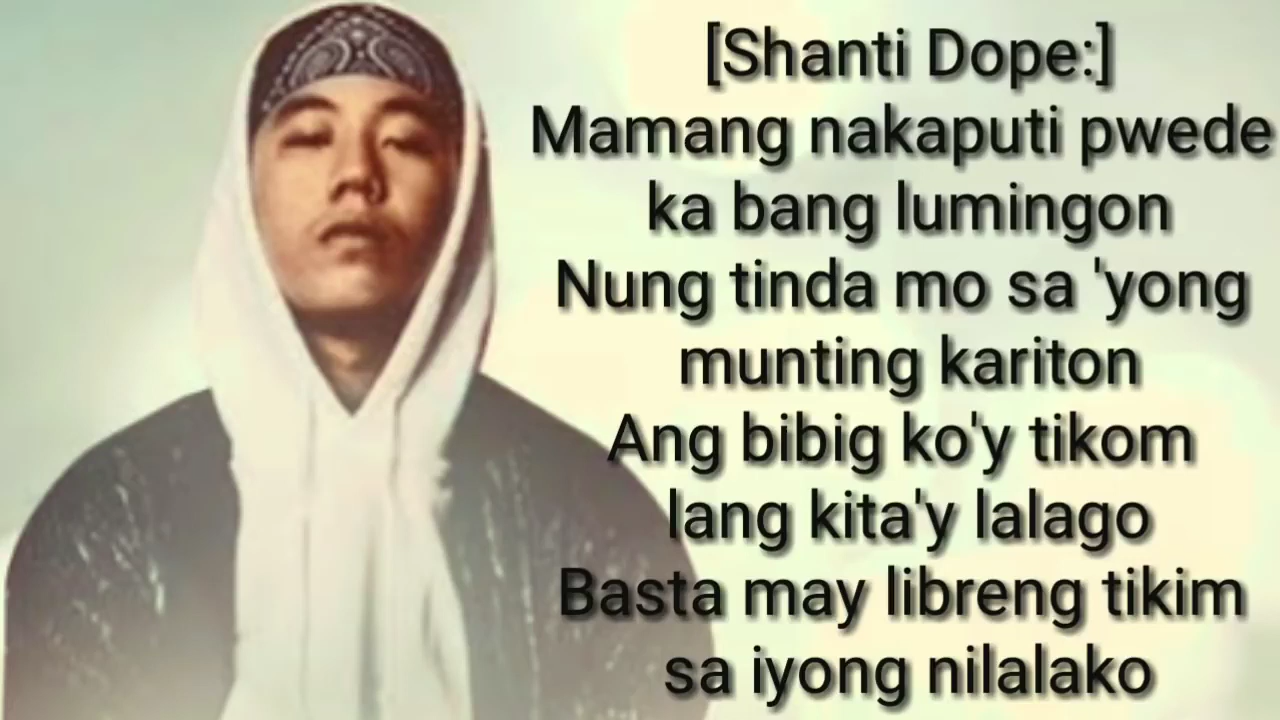 [Shanti Dope:]
Mamang nakaputi pwede
ka bang lumingon
Nung tinda mo sa 'yong
munting kariton
Ang bibig ko'y tikom
lang kita'y lalago
Basta may libreng tikim
sa iyong nilalako